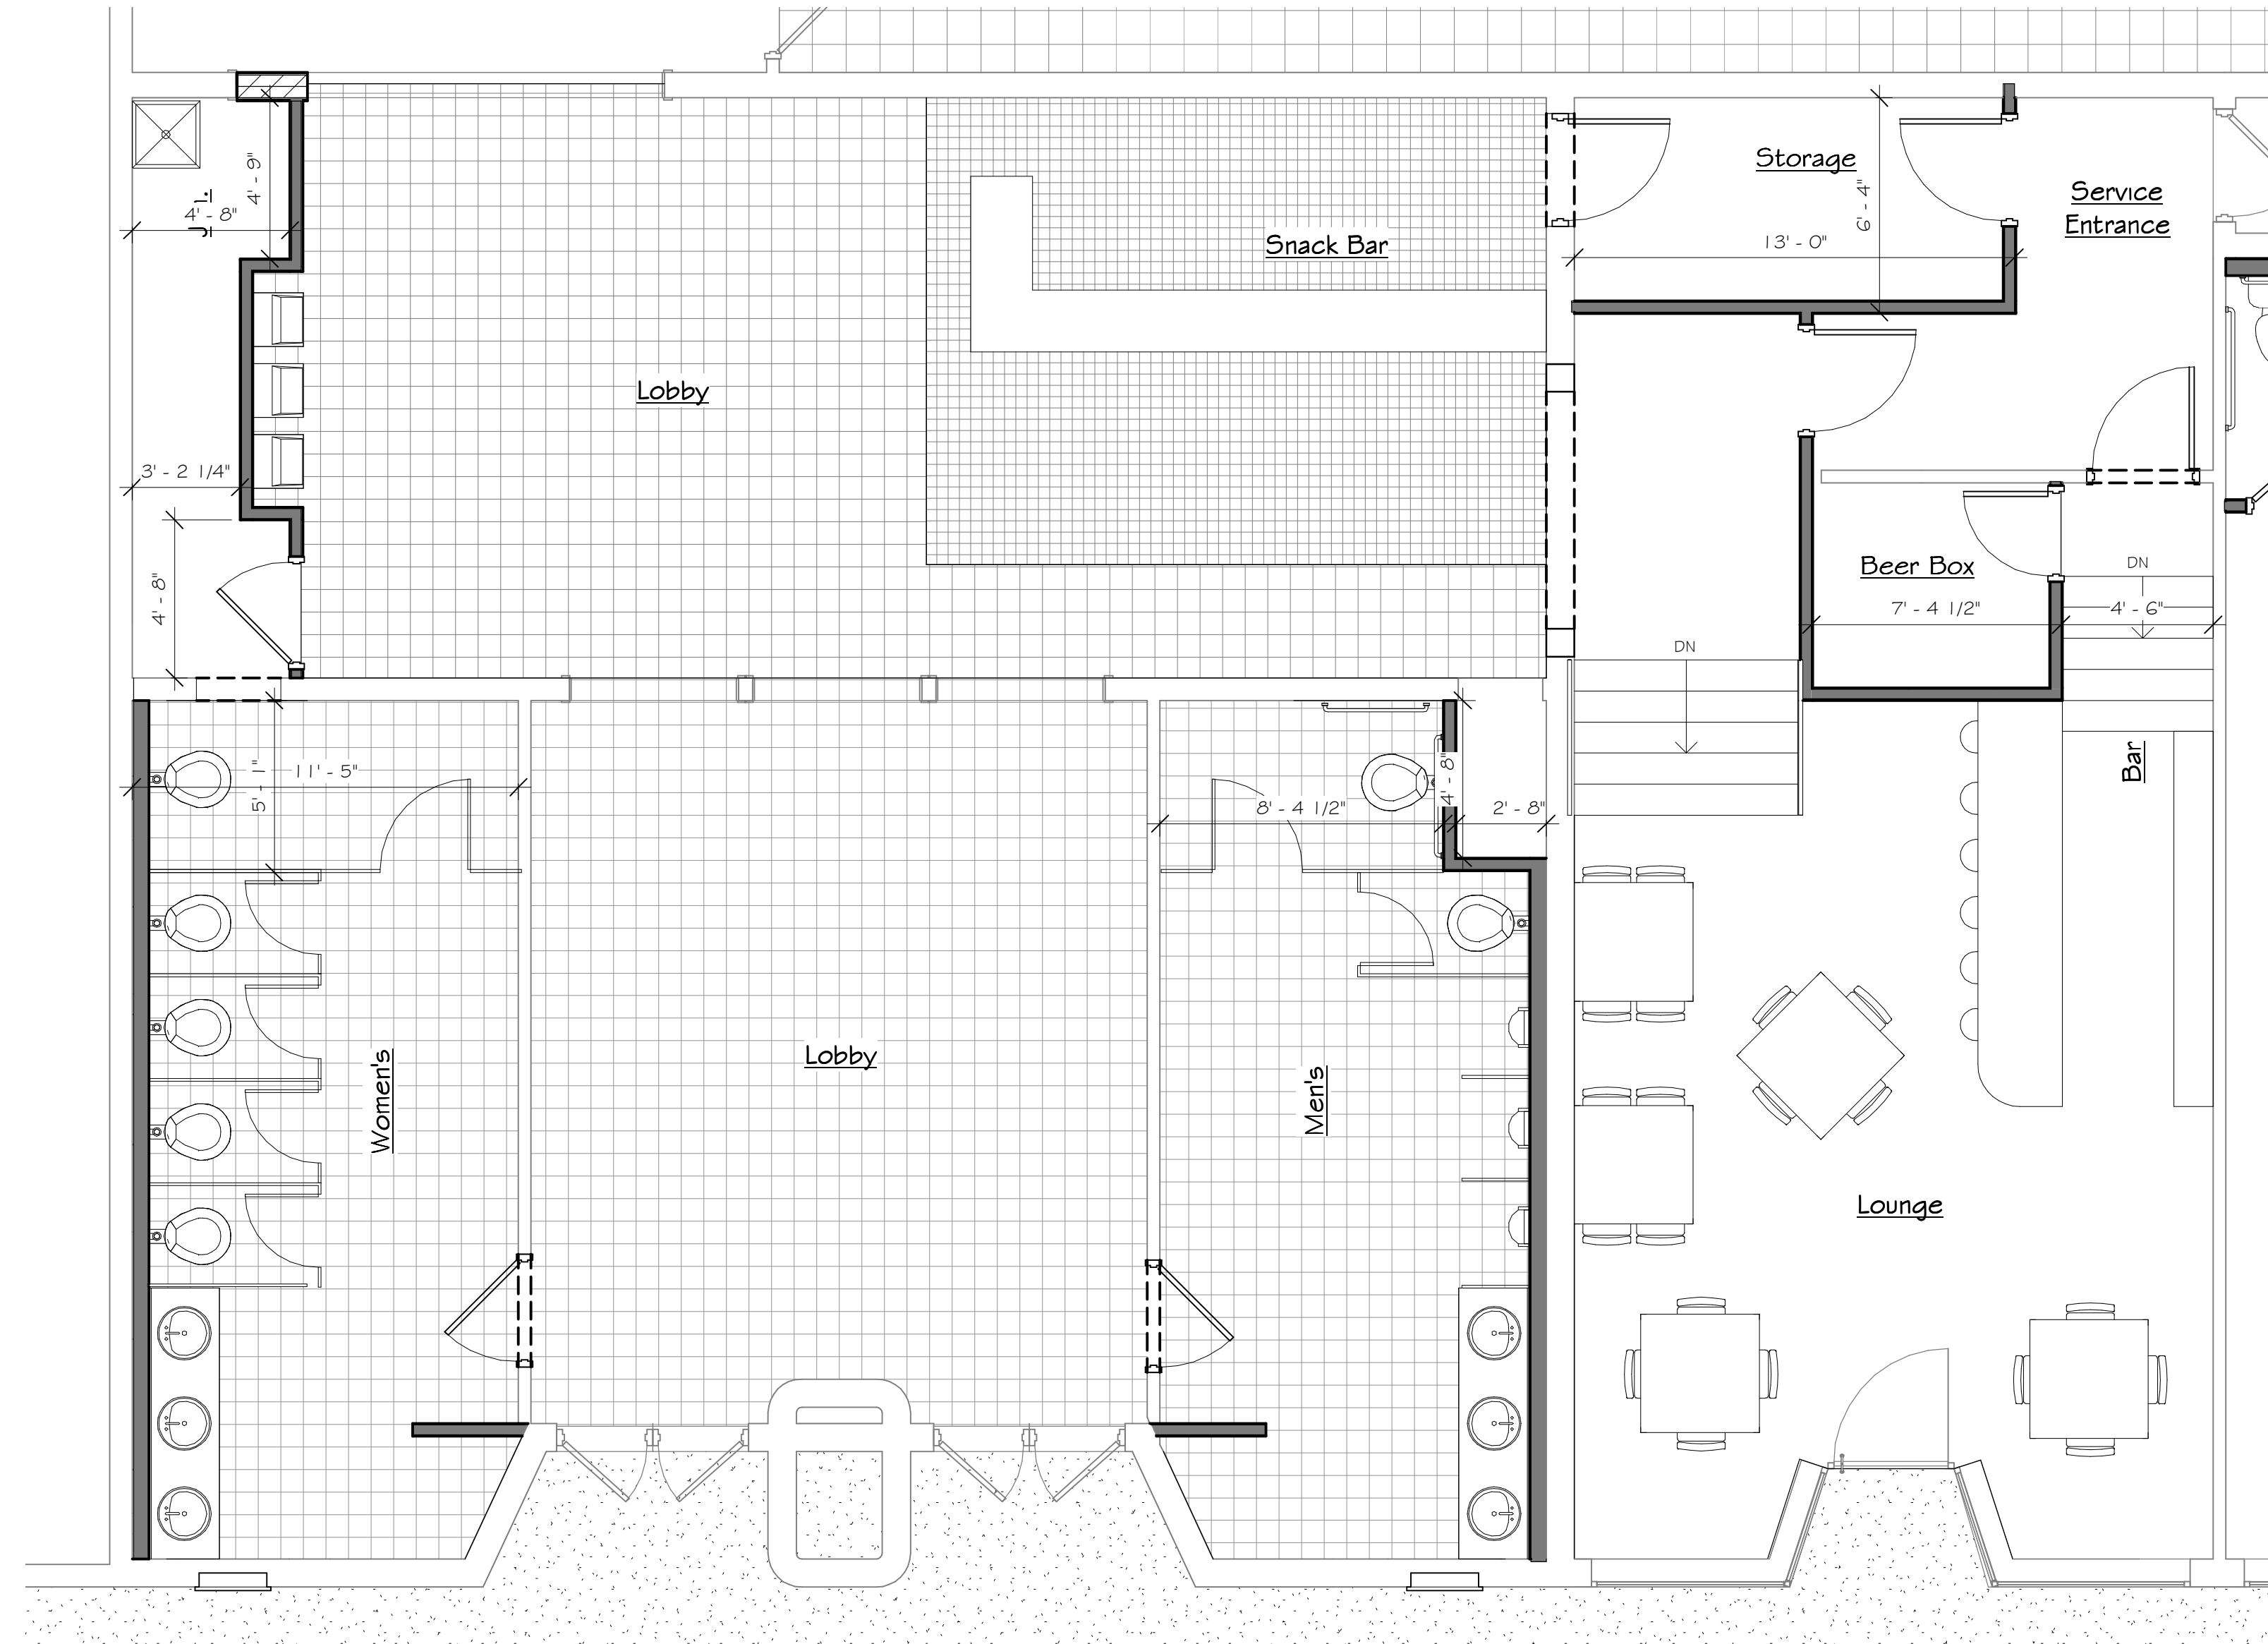 4' - 9"
Storage
6' - 4"
Service
Entrance
J.
4' - 8"
Snack Bar
13' - 0"
Lobby
3' - 2 1/4"
4' - 8"
Beer Box
DN
7' - 4 1/2"
4' - 6"
DN
Bar
5' - 1"
11' - 5"
8' - 4 1/2"
4' - 8"
2' - 8"
Women's
Lobby
Men's
Lounge